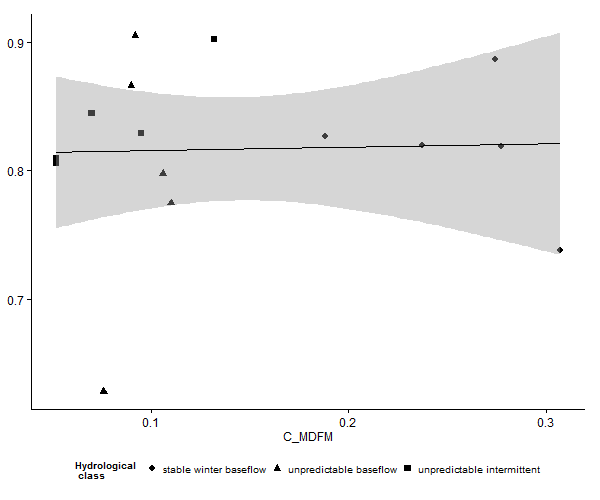 0.9
0.8
0.7
0.1 0.2 0.3
C_MDFM
Hydrological
class
stable winter baseflow unpredictable baseflow unpredictable intermittent